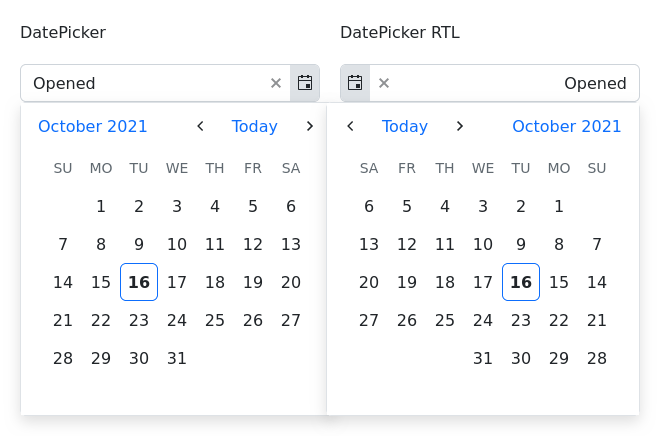 DatePicker
Opened
October 2021 Today
SU MO TU WE TH FR SA
1 2 3 4 5 6
7 8 9 10 11 12 13
14 15 16 17 18 19 20
21 22 23 24 25 26 27
28 29 30 31
DatePicker RTL
Opened
Today October 2021
SA FR TH WE TU MO SU
6 5 4 3 2 1
13 12 11 10 9 8 7
20 19 18 17 16 15 14
27 26 25 24 23 22 21
31 30 29 28